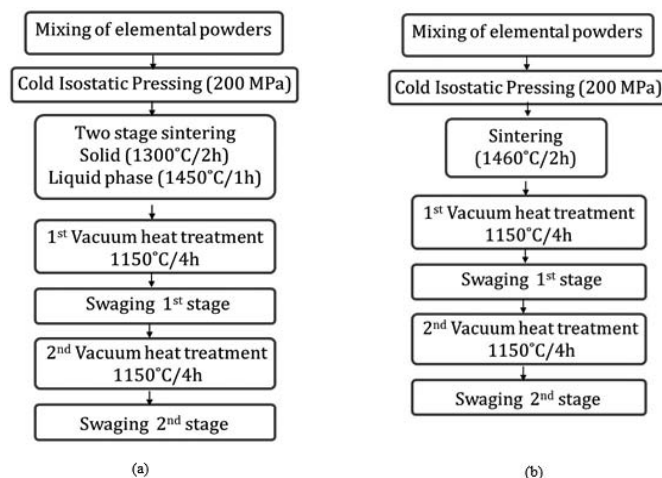 Mixing of elemental powders
Cold Isostatic Pressing (200 MPa)
Two stage sintering
Solid (1300˚C/2h)
Liquid phase (1450˚C/1h)
1st Vacuum heat treatment
1150˚C/4h
Swaging 1st stage
2nd Vacuum heat treatment
1150˚C/4h
Swaging 2nd stage
(a)
Mixing of elemental powders
Cold Isostatic Pressing (200 MPa)
Sintering
(1460˚C/2h)
1st Vacuum heat treatment
1150˚C/4h
Swaging 1st stage
2nd Vacuum heat treatment
1150˚C/4h
Swaging 2nd stage
(b)